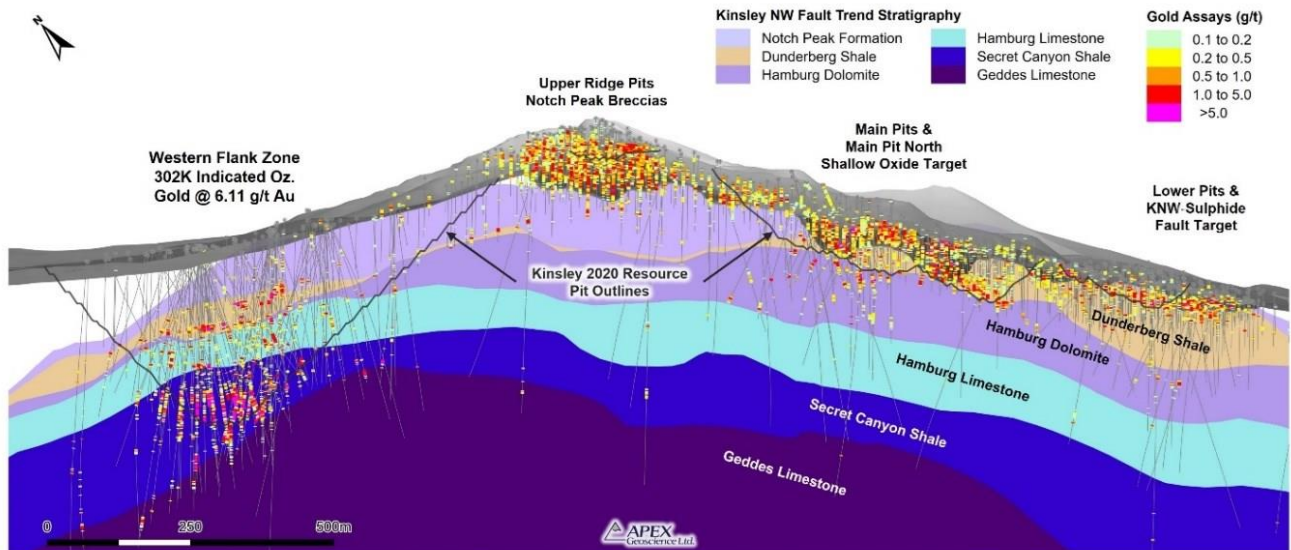 Kinsley NW Fault Trend Stratigraphy
Notch Peak Formation
Dunderberg Shale
Hamburg Dolomite
Hamburg Limestone
Secret Canyon Shale
Geddes Limestone
Gold Assays (g/t)
0.1 to 0.2
0.2 to 0.5
0.5 to 1.0
1.0 to 5.0
>5.0
N
Upper Ridge Pits
Notch Peak Breccias
Main Pits &
Main Pit North
Shallow Oxide Target
Western Flank Zone
302K Indicated Oz.
Gold @ 6.11 g/t Au
Lower Pits &
KNW-Sulphide
Fault Target
Kinsley 2020 Resource
Pit Outlines
Dunderberg Shale
Hamburg Dolomite
Hamburg Limestone
Secret Canyon Shale
Geddes Limestone
0 250 500m
APEX
Geoscience Ltd.